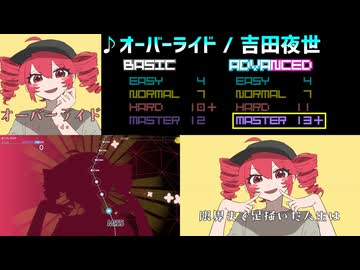 ♪オーバーライド / 吉田夜世
BASIC
EASY 4
NORMAL 7
HARD 10+
MASTER 12
ADVANCED
EASY 4
NORMAL 7
HARD 11
MASTER 13+
オーバーライド
MISS
限界まで足掻いた人生は